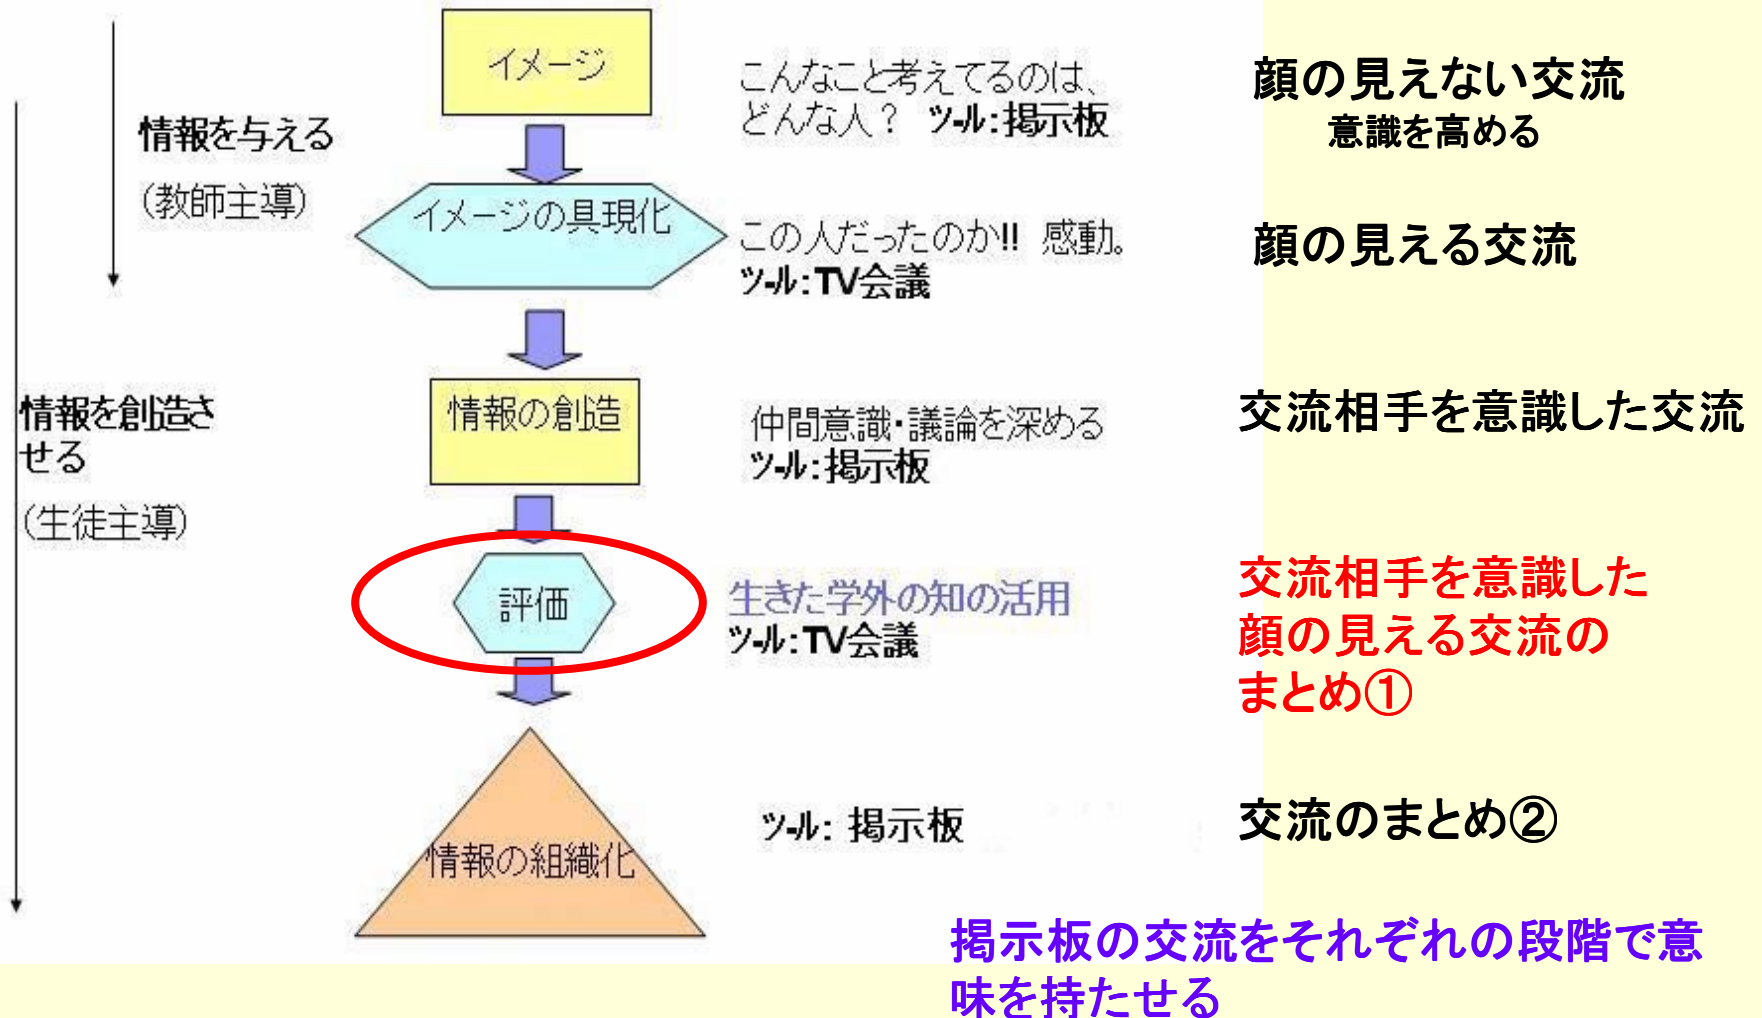 イメージ
こんなこと考えてるのは、
どんな人？ ツール：掲示板
顔の見えない交流
意識を高める
情報を与える
（教師主導）
イメージの具現化
この人だったのか!! 感動。
ツール：TV会議
顔の見える交流
情報を創造さ
せる
（生徒主導）
情報の創造
仲間意識・議論を深める
ツール：掲示板
交流相手を意識した交流
評価
生きた学外の知の活用
ツール：TV会議
交流相手を意識した
顔の見える交流の
まとめ①
情報の組織化
ツール： 掲示板
交流のまとめ②
掲示板の交流をそれぞれの段階で意
味を持たせる